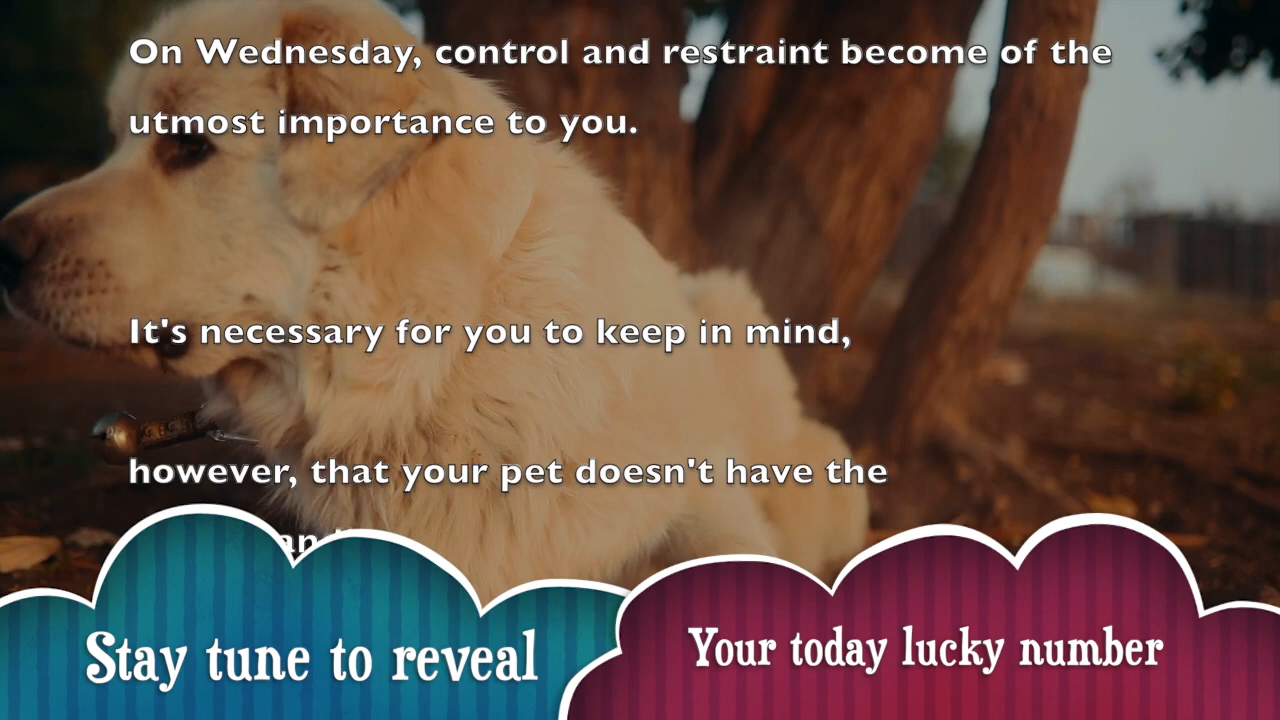 On Wednesday, control and restraint become of the
utmost importance to you.
It's necessary for you to keep in mind,
however, that your pet doesn't have the
Stay tune to reveal
Your today lucky number